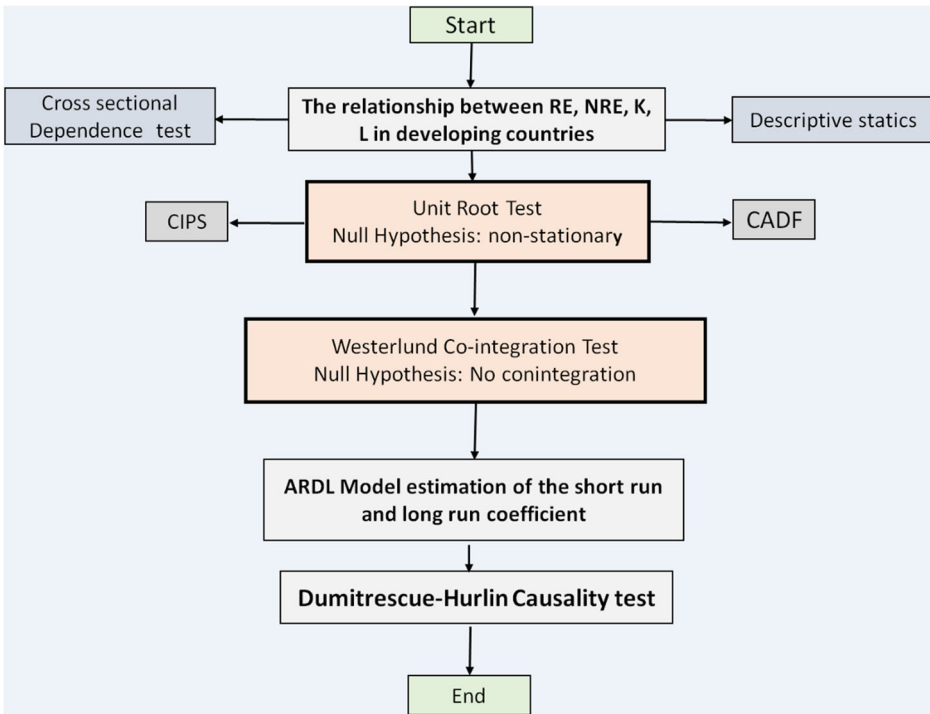 Start
Cross sectional
Dependence test
The relationship between RE, NRE, K,
L in developing countries
Descriptive statics
CIPS
Unit Root Test
Null Hypothesis: non-stationary
CADF
Westerlund Co-integration Test
Null Hypothesis: No conintegration
ARDL Model estimation of the short run
and long run coefficient
Dumitrescue-Hurlin Causality test
End